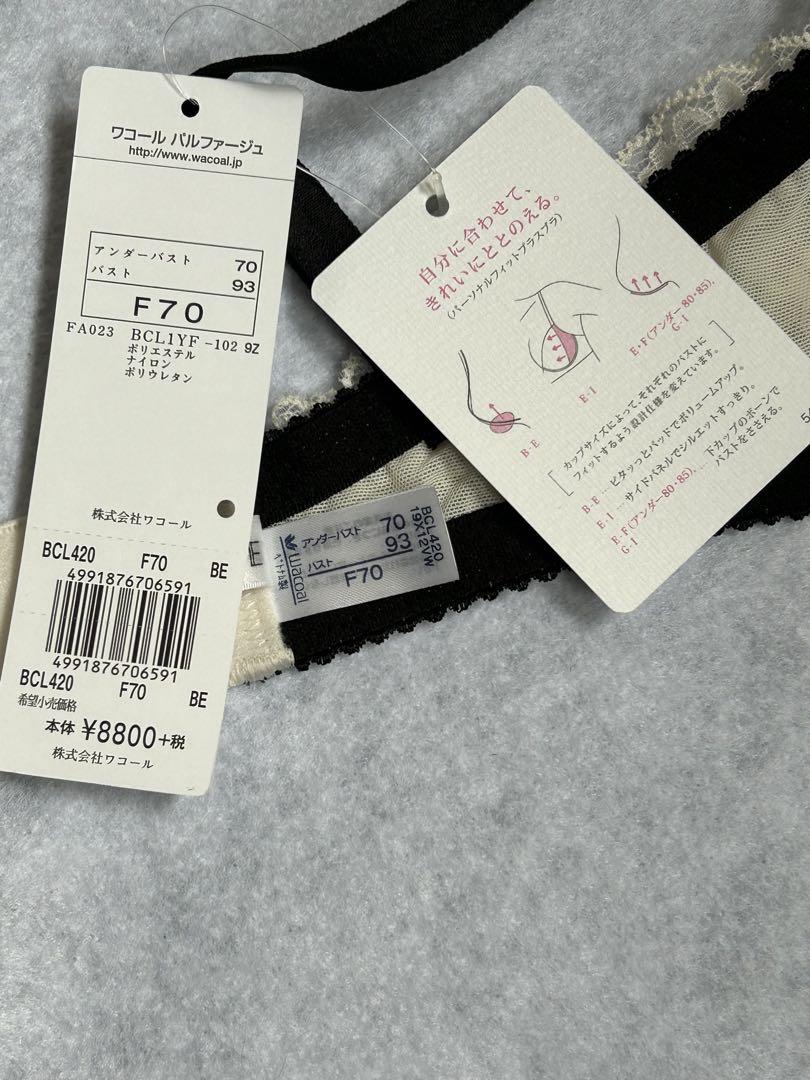 ワコール パルファージュ
http://www.wacoal.jp
アンダーバスト 70
バスト 93
F70
FA023 BCL1YF -102 9Z
ポリエステル
ナイロン
ポリウレタン
株式会社ワコール
BCL420 F70 BE
4991876706591
4991876706591
BCL420 F70 BE
希望小売価格
本体 ¥8800+税
株式会社ワコール
wacoal
ベトナム製
アンダーバスト 70
バスト 93
F70
BCL420
19X12VW
自分に合わせて、
きれいにととのえる。
(パーソナルフィットプラスブラ)
B-E
E-I
E・F(アンダー80・85)、
G-I
カップサイズによって、それぞれのバストに
フィットするよう設計仕様を変えています。
B-E … ピタッっとパッドでボリュームアップ。
E-I … サイドパネルでシルエットすっきり。
E・F(アンダー80・85)、 … 下カップのボーンで
G-I バストをささえる。